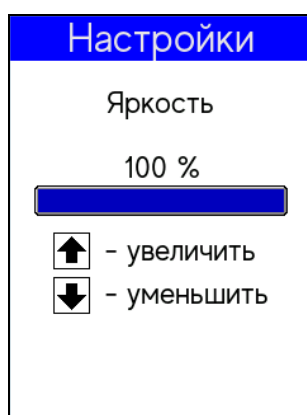 Настройки
Яркость
100 %
- увеличить
- уменьшить